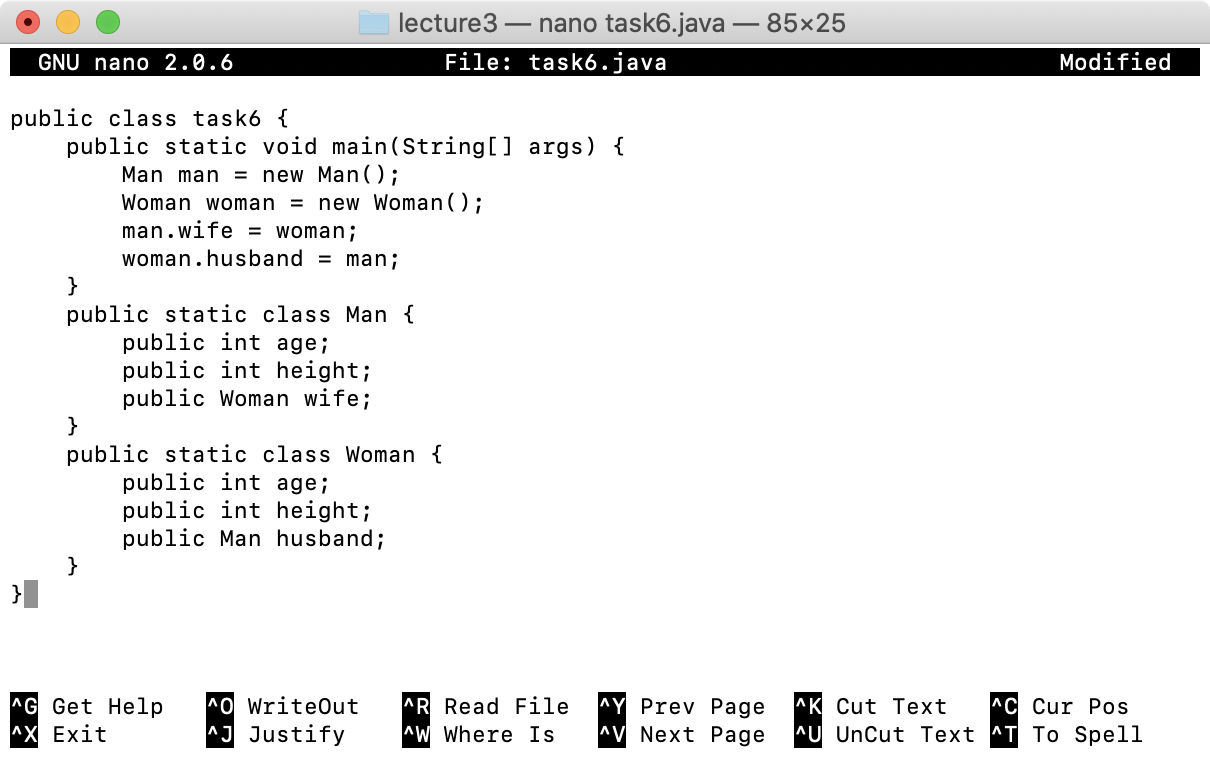 lecture3 — nano task6.java — 85×25
GNU nano 2.0.6 File: task6.java Modified
public class task6 {
    public static void main(String[] args) {
        Man man = new Man();
        Woman woman = new Woman();
        man.wife = woman;
        woman.husband = man;
    }
    public static class Man {
        public int age;
        public int height;
        public Woman wife;
    }
    public static class Woman {
        public int age;
        public int height;
        public Man husband;
    }
}
^G Get Help ^O WriteOut ^R Read File ^Y Prev Page ^K Cut Text ^C Cur Pos
^X Exit ^J Justify ^W Where Is ^V Next Page ^U UnCut Text ^T To Spell